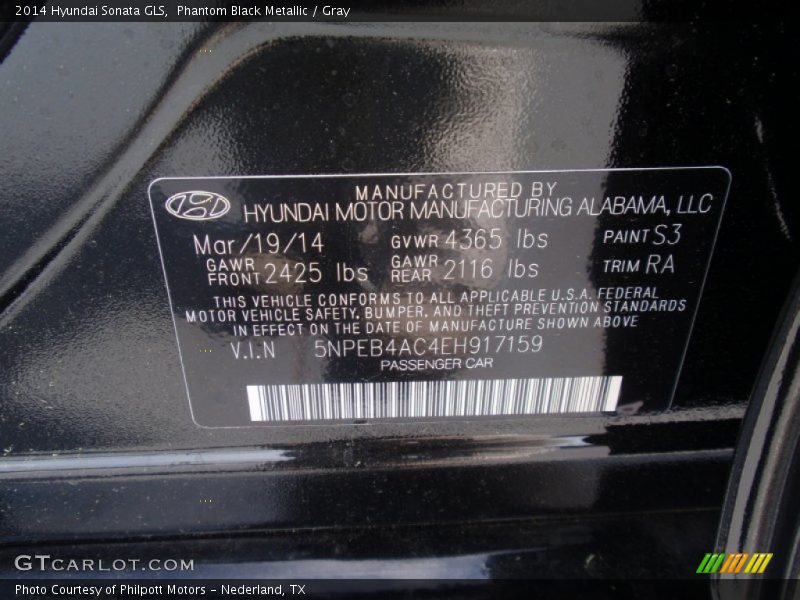 2014 Hyundai Sonata GLS, Phantom Black Metallic / Gray
MANUFACTURED BY
HYUNDAI MOTOR MANUFACTURING ALABAMA, LLC
Mar/19/14 GVWR 4365 lbs PAINT S3
GAWR FRONT 2425 lbs GAWR REAR 2116 lbs TRIM RA
THIS VEHICLE CONFORMS TO ALL APPLICABLE U.S.A. FEDERAL
MOTOR VEHICLE SAFETY, BUMPER, AND THEFT PREVENTION STANDARDS
IN EFFECT ON THE DATE OF MANUFACTURE SHOWN ABOVE
V.I.N 5NPEB4AC4EH917159
PASSENGER CAR
GTCARLOT.COM
Photo Courtesy of Philpott Motors - Nederland, TX